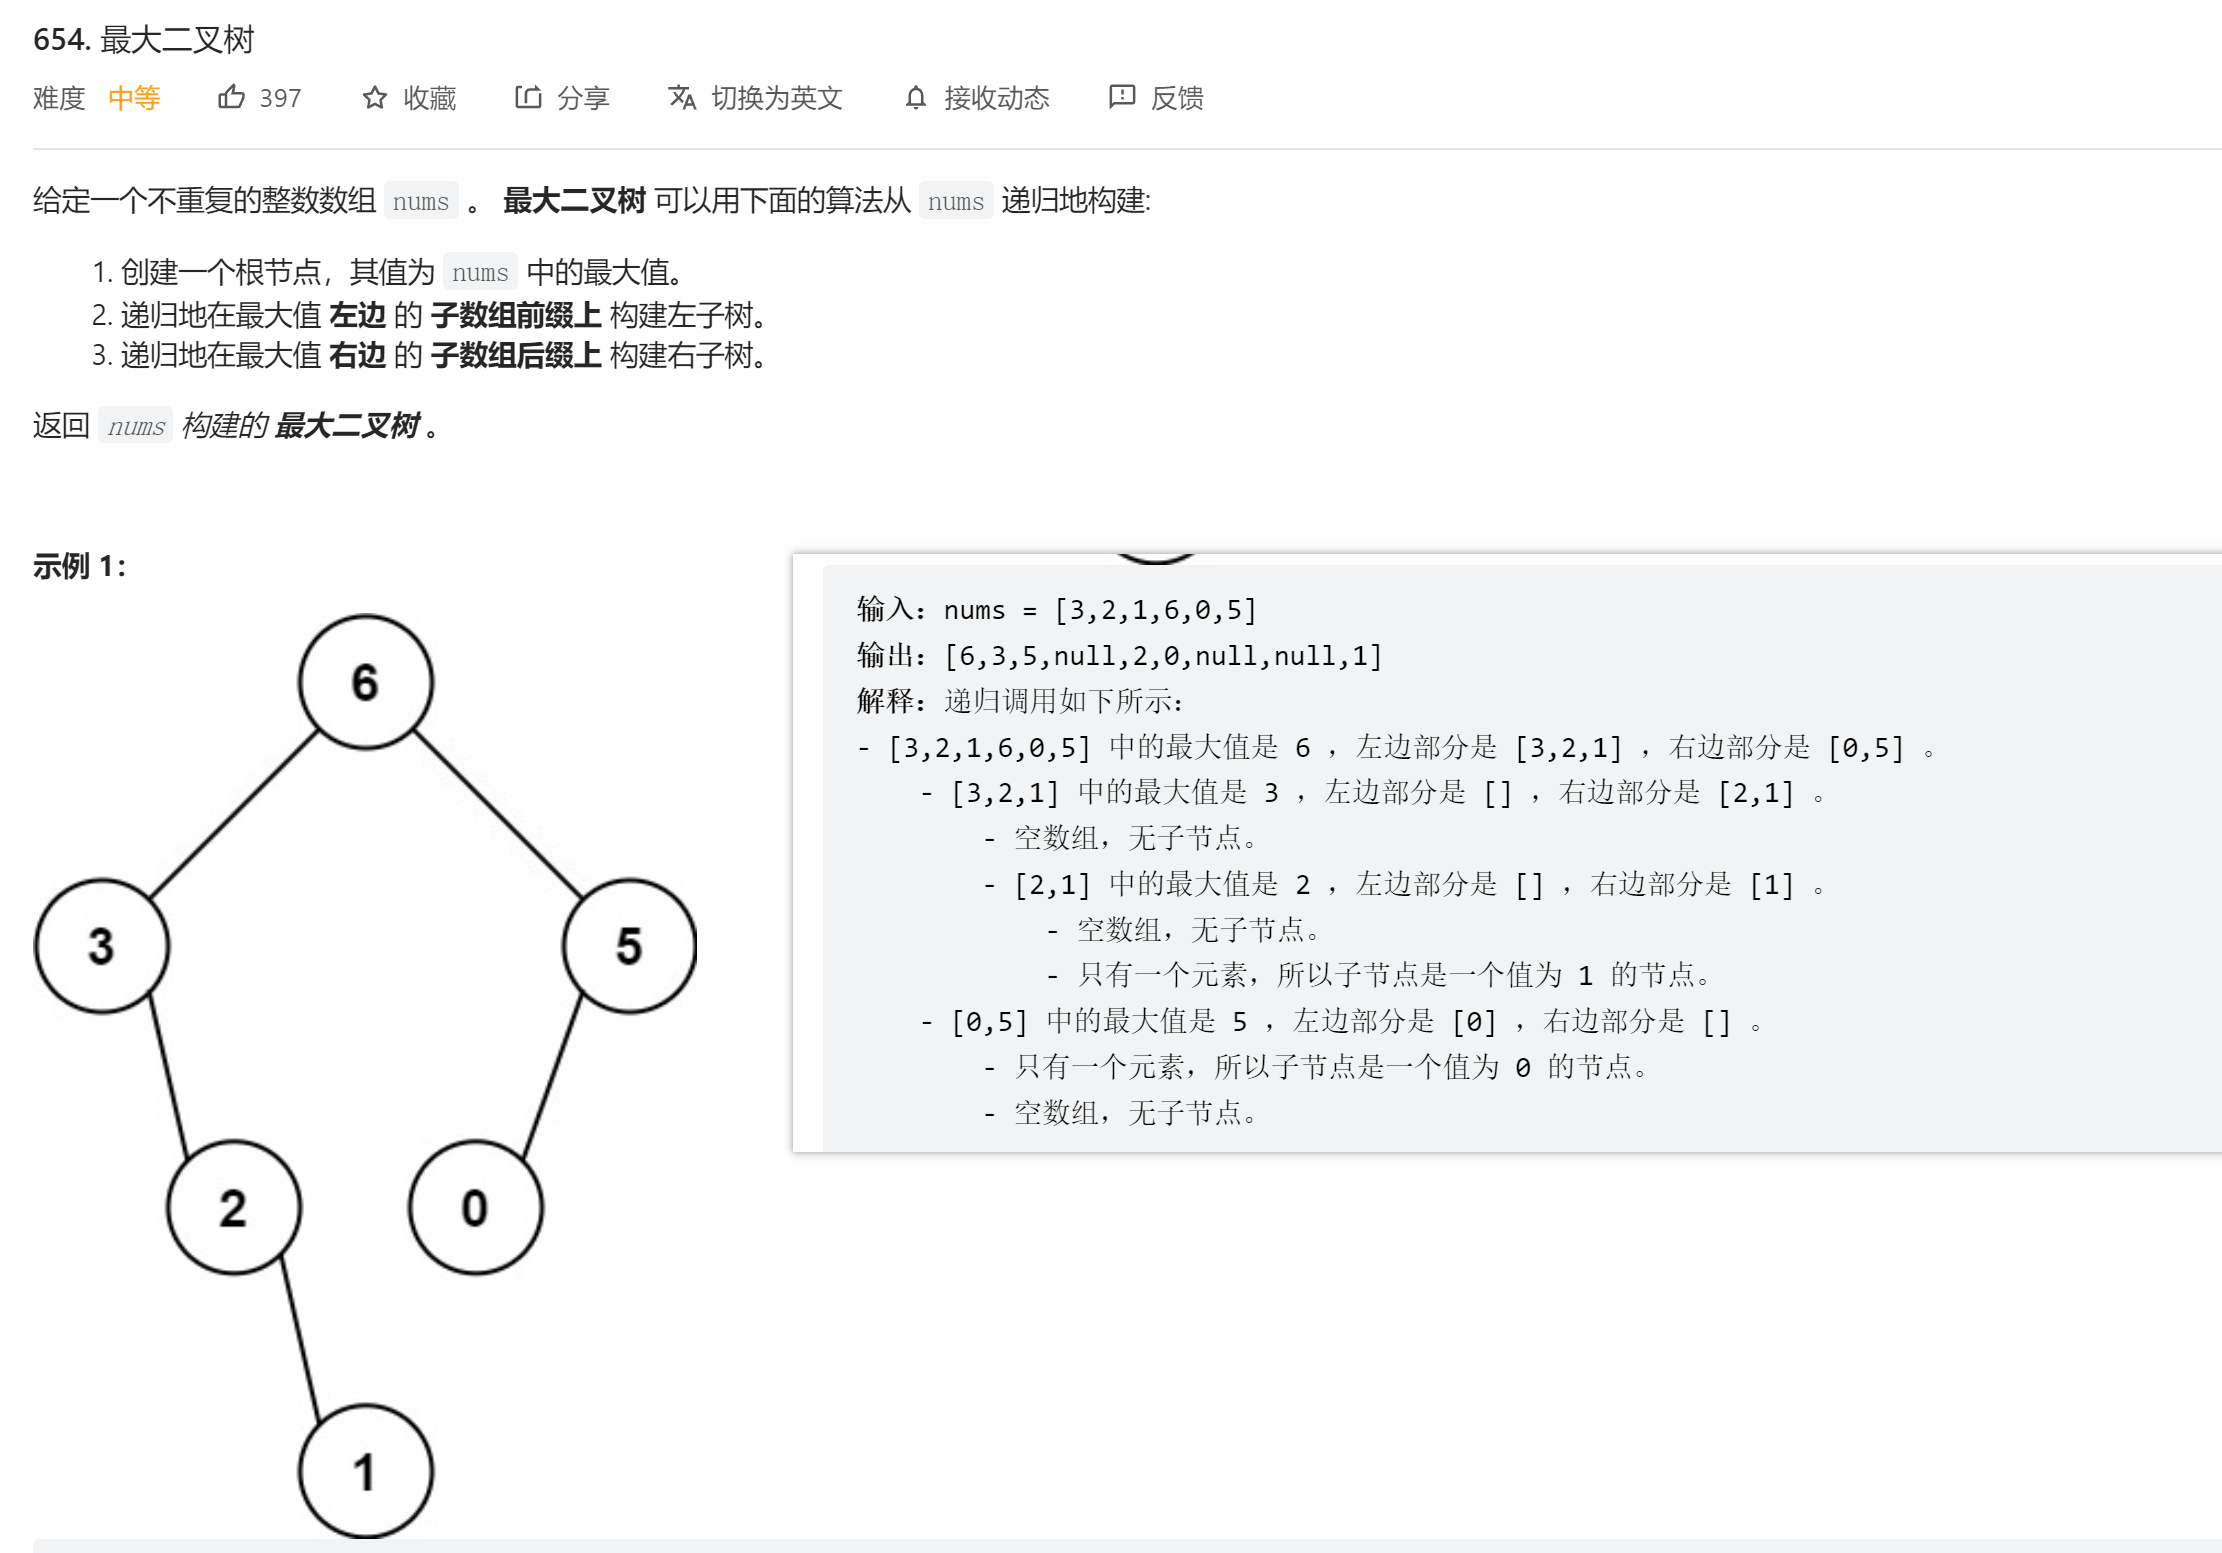 654. 最大二叉树
难度 中等 397 收藏 分享 切换为英文 接收动态 反馈
给定一个不重复的整数数组 nums 。 最大二叉树 可以用下面的算法从 nums 递归地构建:
1. 创建一个根节点，其值为 nums 中的最大值。
2. 递归地在最大值 左边 的 子数组前缀上 构建左子树。
3. 递归地在最大值 右边 的 子数组后缀上 构建右子树。
返回 nums 构建的 最大二叉树 。
示例 1：
6
3 5
2 0
1
输入：nums = [3,2,1,6,0,5]
输出：[6,3,5,null,2,0,null,null,1]
解释：递归调用如下所示：
- [3,2,1,6,0,5] 中的最大值是 6 ，左边部分是 [3,2,1] ，右边部分是 [0,5] 。
- [3,2,1] 中的最大值是 3 ，左边部分是 [] ，右边部分是 [2,1] 。
- 空数组，无子节点。
- [2,1] 中的最大值是 2 ，左边部分是 [] ，右边部分是 [1] 。
- 空数组，无子节点。
- 只有一个元素，所以子节点是一个值为 1 的节点。
- [0,5] 中的最大值是 5 ，左边部分是 [0] ，右边部分是 [] 。
- 只有一个元素，所以子节点是一个值为 0 的节点。
- 空数组，无子节点。